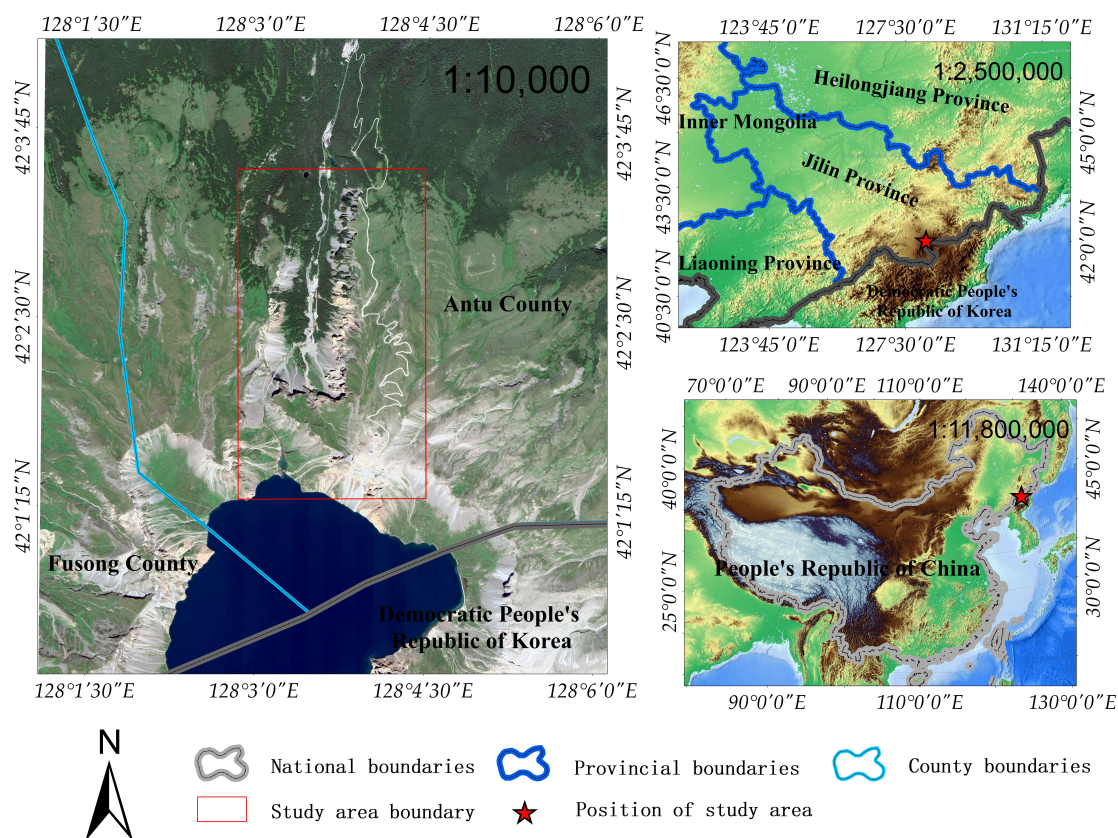 128°1'30"E
128°3'0"E
128°4'30"E
128°6'0"E
42°3'45"N
42°2'30"N
42°1'15"N
1:10,000
Antu County
Fusong County
Democratic People's
Republic of Korea
42°3'45"N
42°2'30"N
42°1'15"N
128°1'30"E
128°3'0"E
128°4'30"E
128°6'0"E
123°45'0"E
127°30'0"E
131°15'0"E
46°30'0"N
43°30'0"N
40°30'0"N
1:2,500,000
Heilongjiang Province
Inner Mongolia
Jilin Province
Liaoning Province
Democratic People's
Republic of Korea
45°0'0"N
42°0'0"N
123°45'0"E
127°30'0"E
131°15'0"E
70°0'0"E
90°0'0"E
110°0'0"E
140°0'0"E
40°0'0"N
25°0'0"N
1:11,800,000
People's Republic of China
45°0'0"N
30°0'0"N
90°0'0"E
110°0'0"E
130°0'0"E
N
National boundaries
Provincial boundaries
County boundaries
Study area boundary
Position of study area